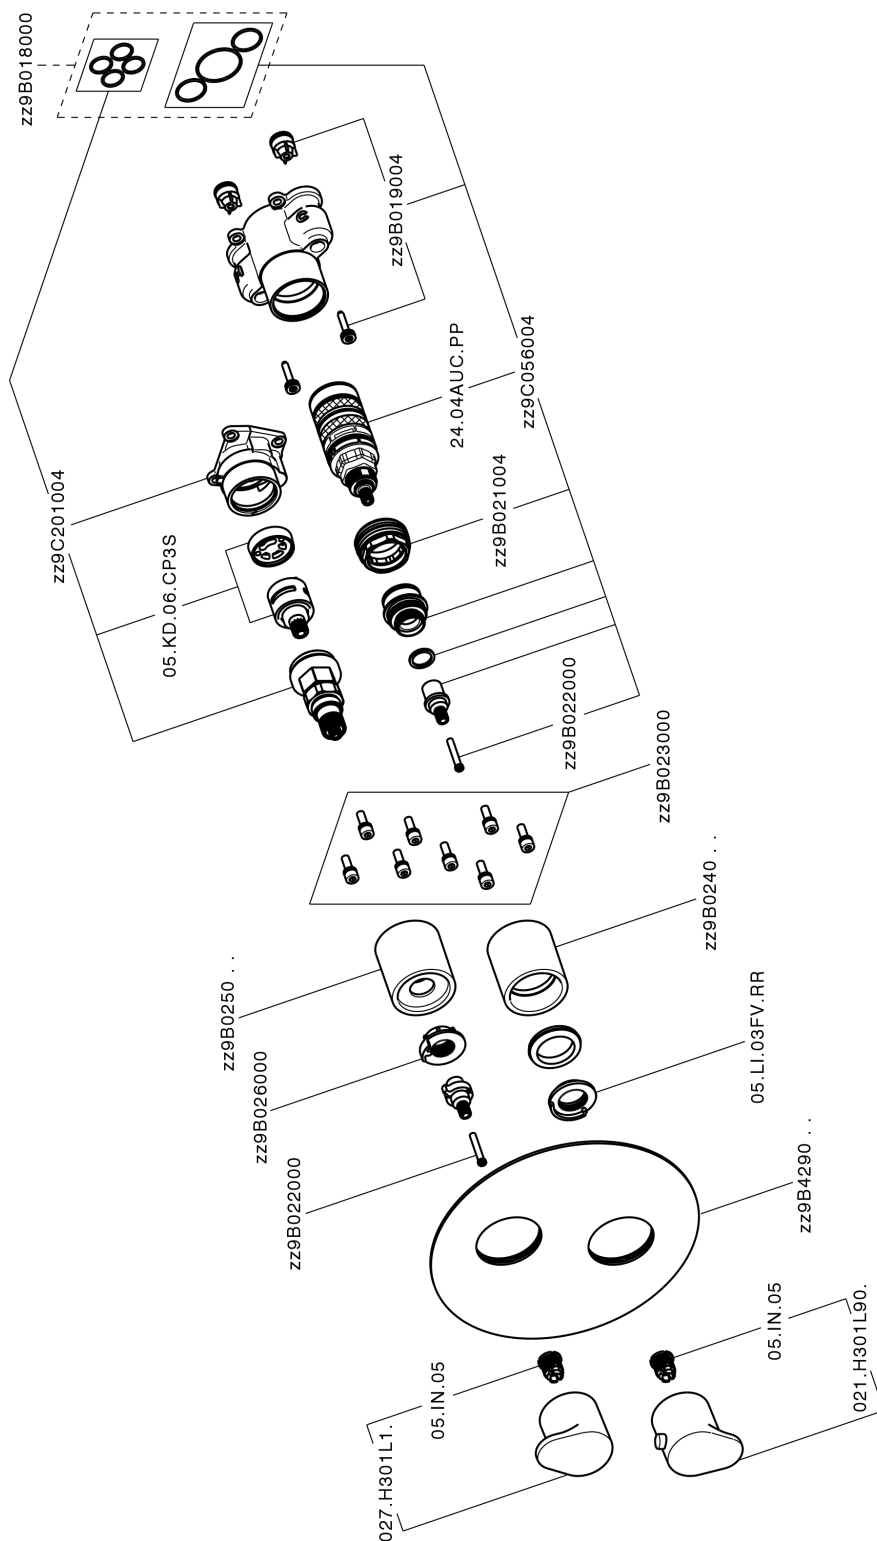 zz9B018000
zz9B019004
24.04AUC.PP
zz9C056004
zz9C201004
zz9B021004
05.KD.06.CP3S
zz9B022000
zz9B023000
zz9B0240 . .
zz9B0250 . .
05.LI.03FV.RR
zz9B026000
zz9B022000
zz9B4290 . .
05.IN.05
021.H301L90.
05.IN.05
027.H301L1.